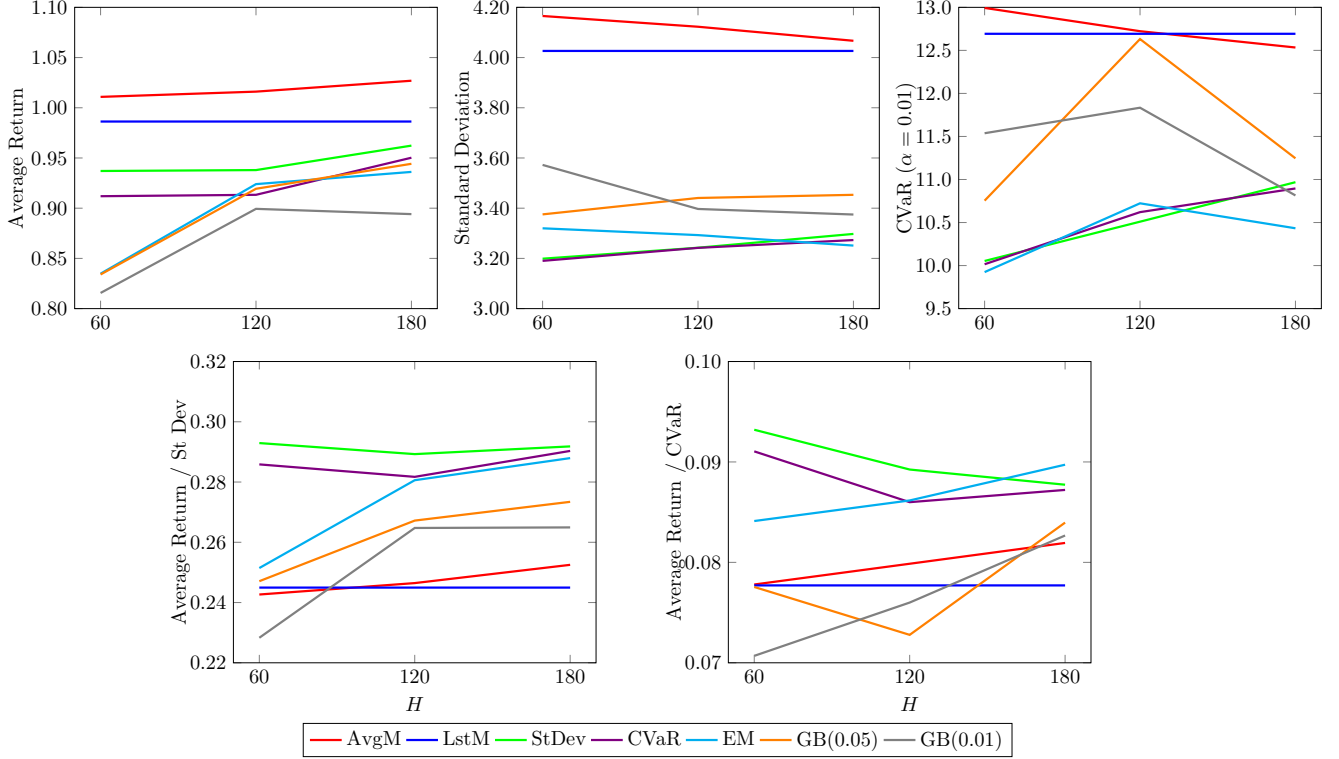 Average Return
1.10
1.05
1.00
0.95
0.90
0.85
0.80
60 120 180
Standard Deviation
4.20
4.00
3.80
3.60
3.40
3.20
3.00
60 120 180
CVaR (α = 0.01)
13.0
12.5
12.0
11.5
11.0
10.5
10.0
9.5
60 120 180
Average Return / St Dev
0.32
0.30
0.28
0.26
0.24
0.22
60 120 180
H
Average Return / CVaR
0.10
0.09
0.08
0.07
60 120 180
H
AvgM LstM StDev CVaR EM GB(0.05) GB(0.01)